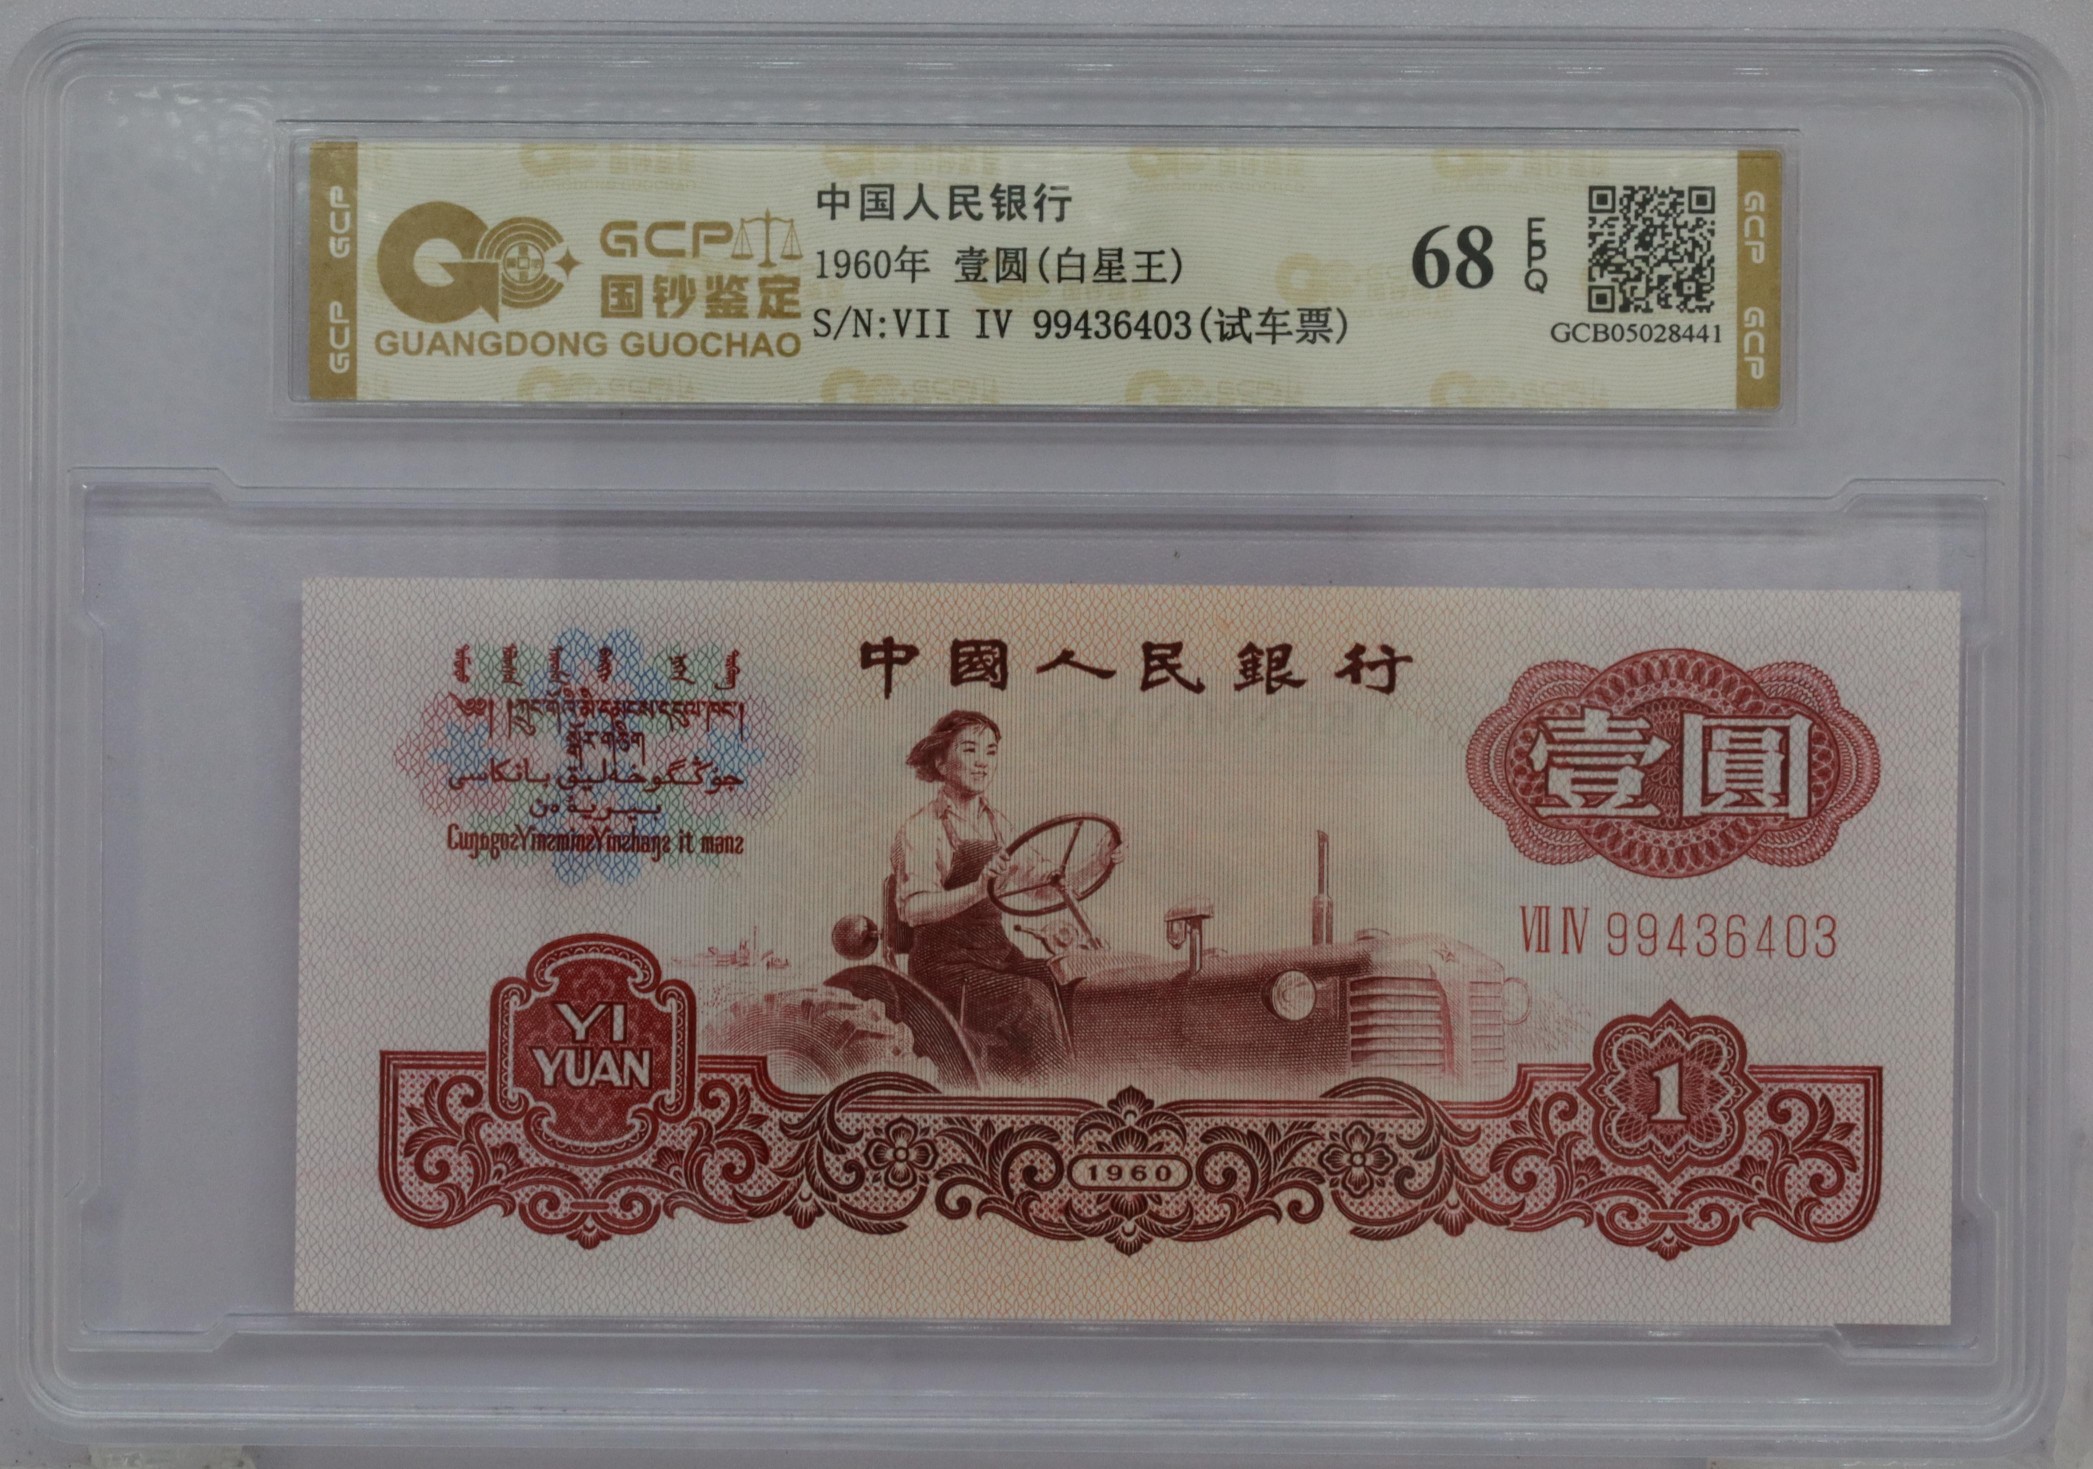 GCP
GCP
GCP
国钞鉴定
GUANGDONG GUOCHAO
中国人民银行
1960年 壹圆(白星王)
S/N:VII IV 99436403(试车票)
68
EPQ
GCB05028441
GCP
GCP
中國人民銀行
壹圓
VII IV 99436403
YI
YUAN
1960
1